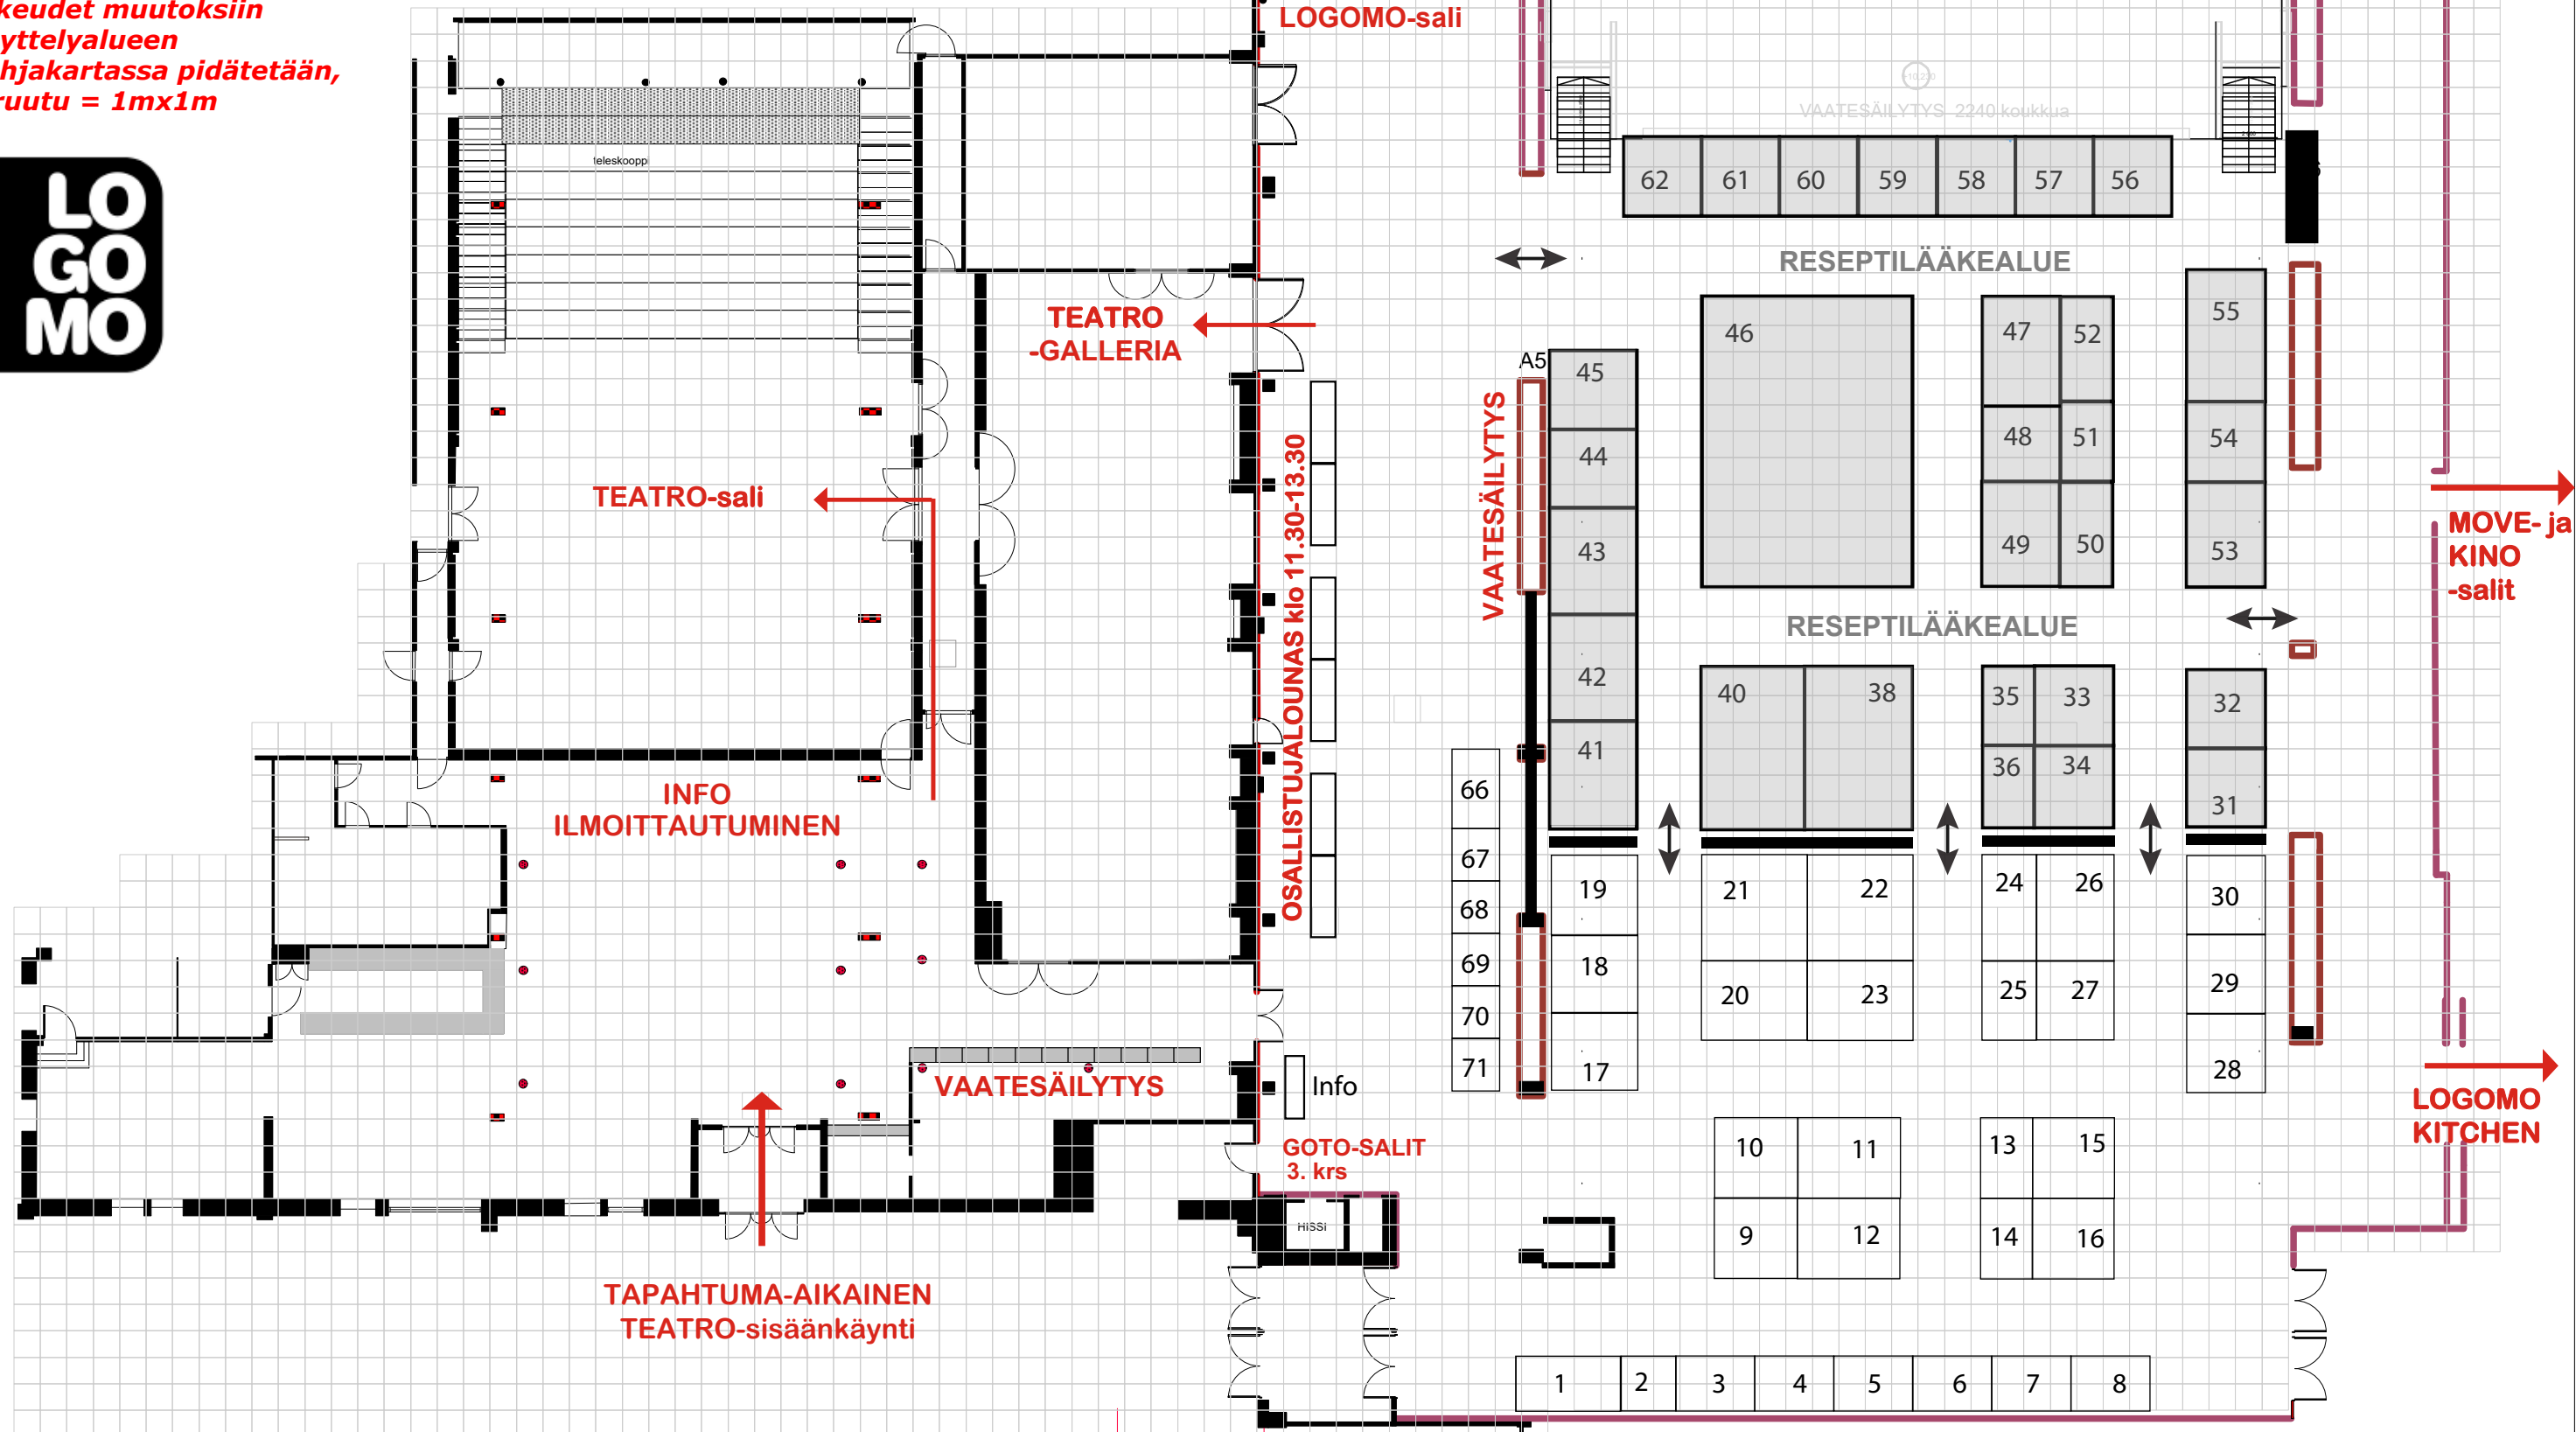 keudet muutoksiin
yttelyalueen
hjakartassa pidätetään,
ruutu = 1mx1m
LO
GO
MO
teleskooppi
LOGOMO-sali
VAATESÄILYTYS 2240 koukkua
62 61 60 59 58 57 56
RESEPTILÄÄKEALUE
TEATRO
-GALLERIA
A5
VAATESÄILYTYS
OSALLISTUJALOUNAS klo 11.30-13.30
TEATRO-sali
45
44
43
42
41
46
47 52
48 51
49 50
55
54
53
MOVE- ja
KINO
-salit
RESEPTILÄÄKEALUE
40 38
35 33
36 34
32
31
INFO
ILMOITTAUTUMINEN
66
67
68
69
70
71
19
18
17
21 22
20 23
24 26
25 27
30
29
28
VAATESÄILYTYS
Info
LOGOMO
KITCHEN
GOTO-SALIT
3. krs
HISSI
10 11
9 12
13 15
14 16
TAPAHTUMA-AIKAINEN
TEATRO-sisäänkäynti
1 2 3 4 5 6 7 8